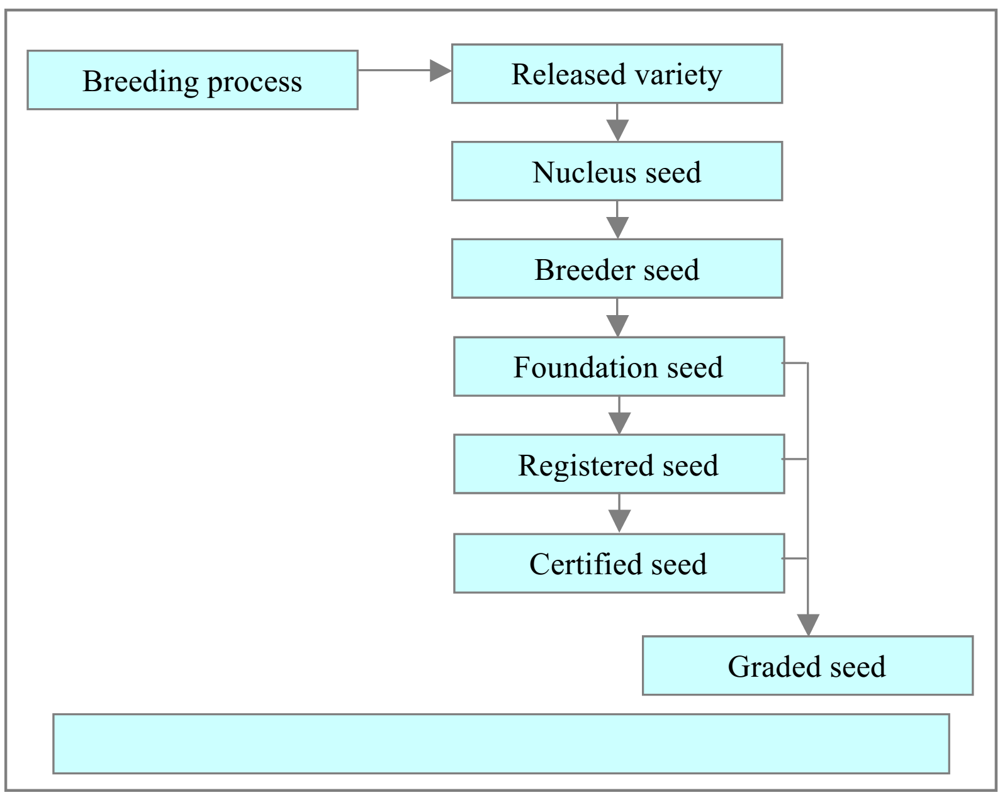 Breeding process
Released variety
Nucleus seed
Breeder seed
Foundation seed
Registered seed
Certified seed
Graded seed